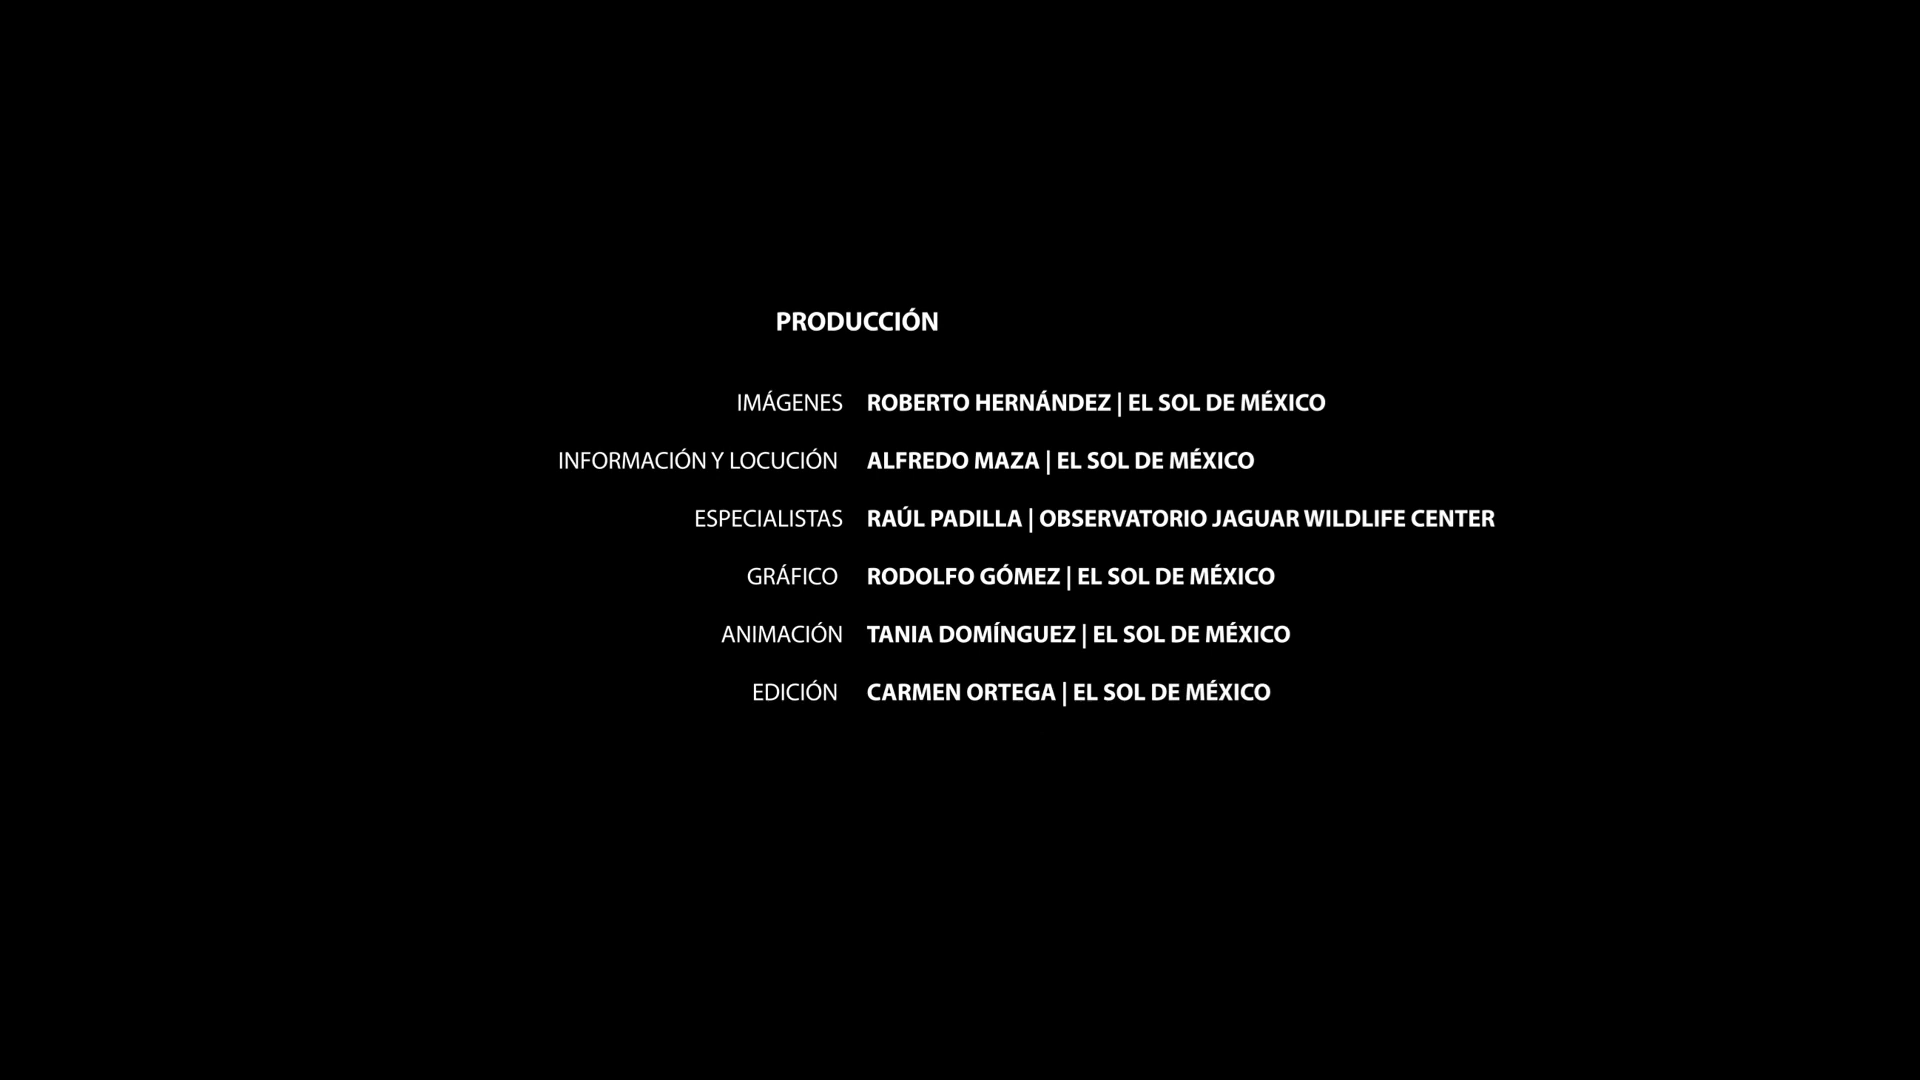 PRODUCCIÓN
IMÁGENES ROBERTO HERNÁNDEZ | EL SOL DE MÉXICO
INFORMACIÓN Y LOCUCIÓN ALFREDO MAZA | EL SOL DE MÉXICO
ESPECIALISTAS RAÚL PADILLA | OBSERVATORIO JAGUAR WILDLIFE CENTER
GRÁFICO RODOLFO GÓMEZ | EL SOL DE MÉXICO
ANIMACIÓN TANIA DOMÍNGUEZ | EL SOL DE MÉXICO
EDICIÓN CARMEN ORTEGA | EL SOL DE MÉXICO